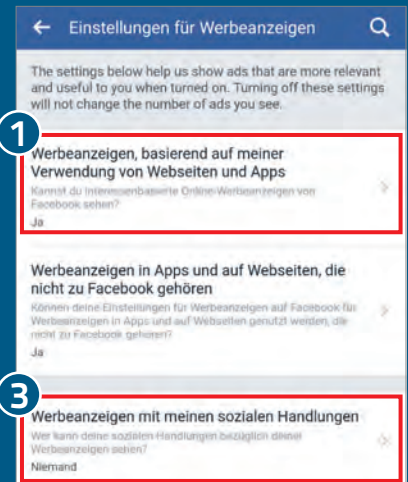 Einstellungen für Werbeanzeigen
The settings below help us show ads that are more relevant
and useful to you when turned on. Turning off these settings
will not change the number of ads you see.
1
Werbeanzeigen, basierend auf meiner
Verwendung von Webseiten und Apps
Kannst du interessenbasierte Online-Werbeanzeigen von
Facebook sehen?
Ja
Werbeanzeigen in Apps und auf Webseiten, die
nicht zu Facebook gehören
Können deine Einstellungen für Werbeanzeigen auf Facebook für
Werbeanzeigen in Apps und auf Webseiten genutzt werden, die
nicht zu Facebook gehören?
Ja
3
Werbeanzeigen mit meinen sozialen Handlungen
Wer kann deine sozialen Handlungen bezüglich deiner
Werbeanzeigen sehen?
Niemand